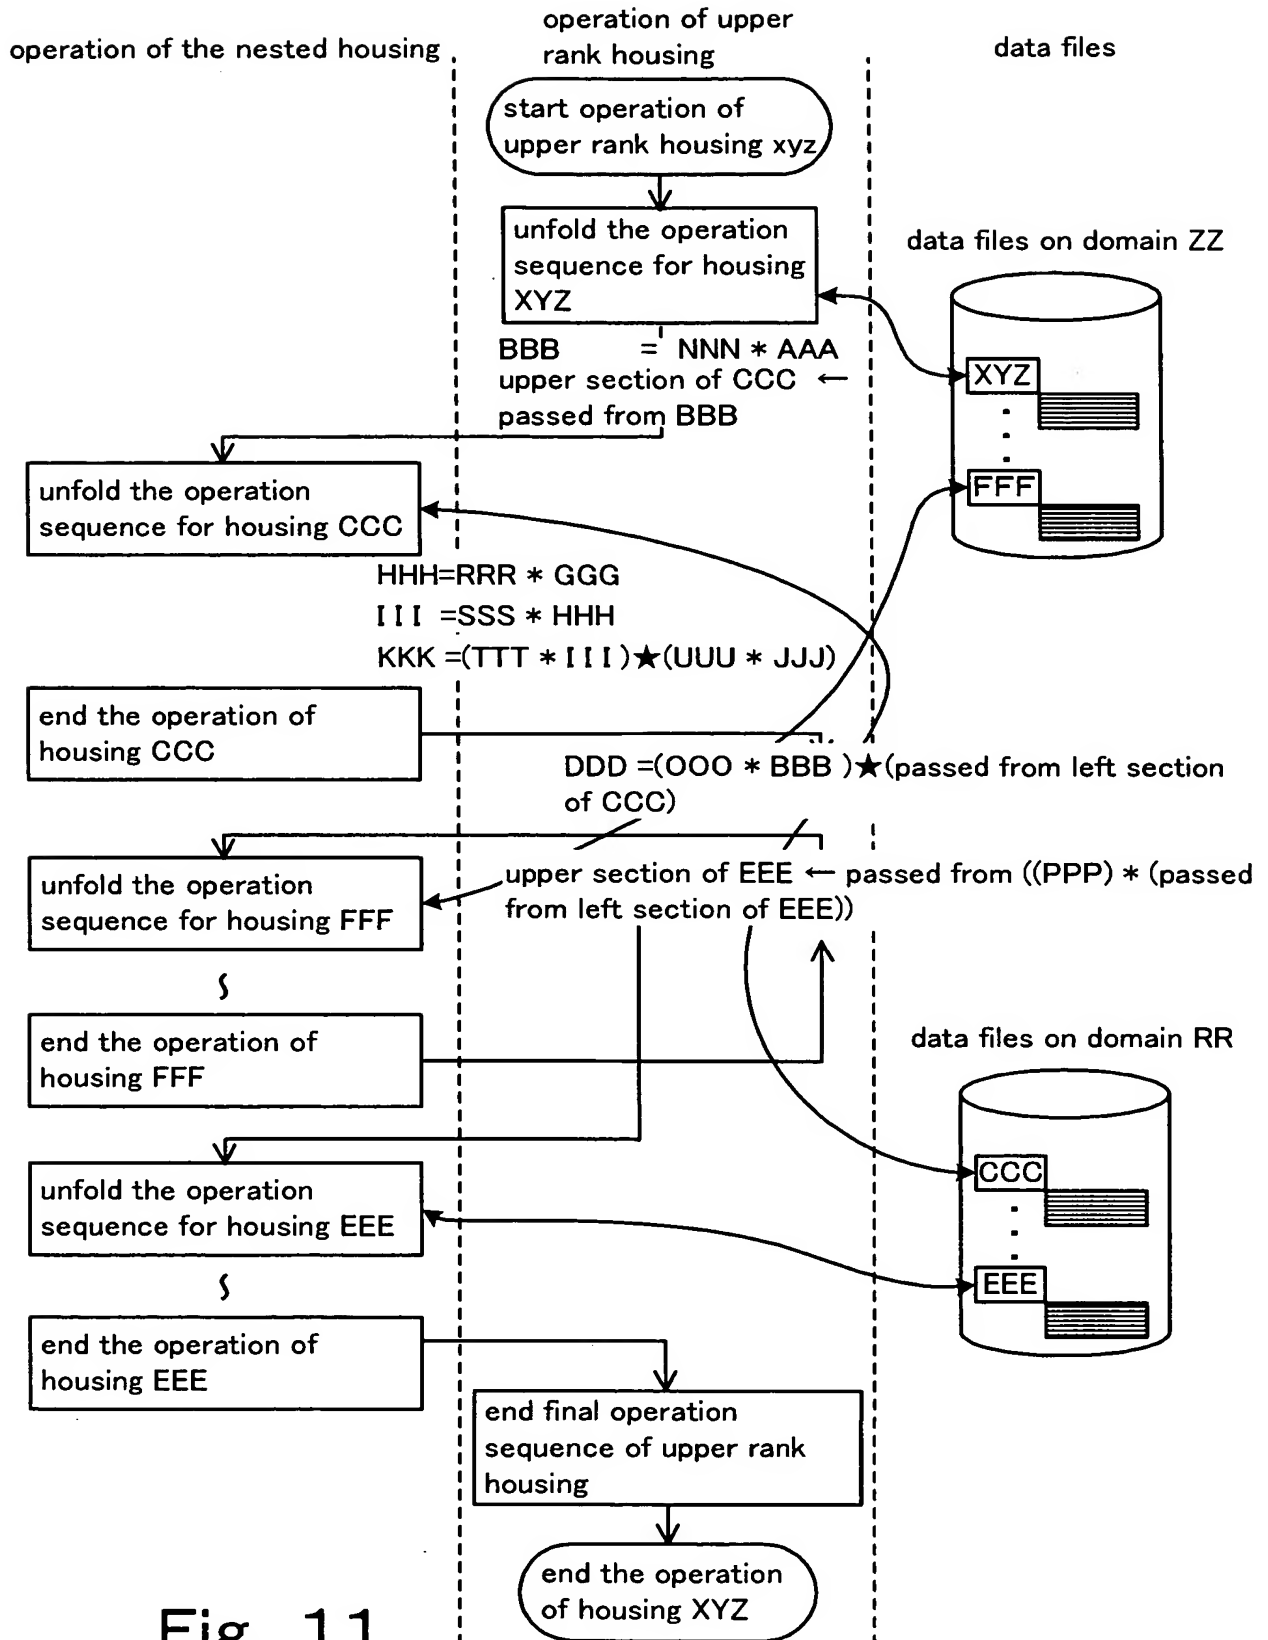 operation of the nested housing
operation of upper
rank housing
data files
start operation of
upper rank housing xyz
unfold the operation
sequence for housing
XYZ
data files on domain ZZ
BBB = NNN * AAA
upper section of CCC ←
passed from BBB
XYZ
FFF
unfold the operation
sequence for housing CCC
HHH=RRR * GGG
III =SSS * HHH
KKK =(TTT * III)★(UUU * JJJ)
end the operation of
housing CCC
DDD =(OOO * BBB )★(passed from left section
of CCC)
unfold the operation
sequence for housing FFF
upper section of EEE ← passed from ((PPP) * (passed
from left section of EEE))
end the operation of
housing FFF
data files on domain RR
CCC
EEE
unfold the operation
sequence for housing EEE
end the operation of
housing EEE
end final operation
sequence of upper rank
housing
end the operation
of housing XYZ
Fig. 11